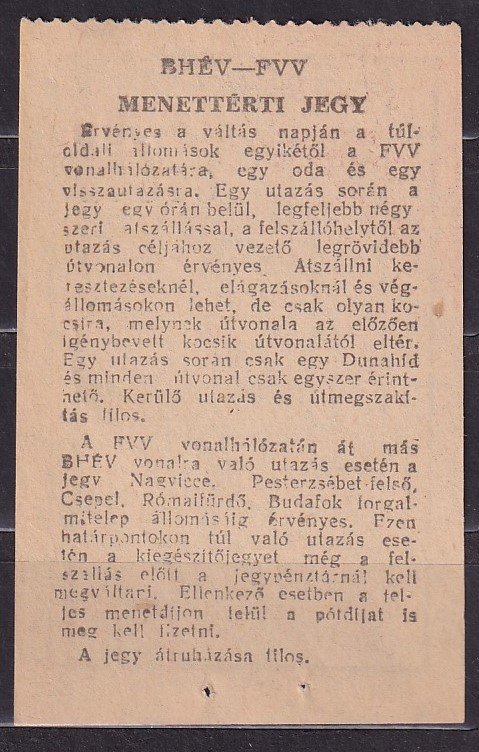 BHÉV—FVV
MENETTÉRTI JEGY
Érvényes a váltás napján a túl-
oldali állomások egyikétől a FVV
vonalhálózatára, egy oda és egy
visszautazásra. Egy utazás során a
jegy egy órán belül, legfeljebb négy
szeri átszállással, a felszállóhelytől az
utazás céljához vezető legrövidebb
útvonalon érvényes. Átszállni ke-
resztezéseknél, elágazásoknál és vég-
állomásokon lehet, de csak olyan ko-
csira, melynek útvonala az előzően
igénybevett kocsik útvonalától eltér.
Egy utazás során csak egy Dunahíd
és minden útvonal csak egyszer érint-
hető. Kerülő utazás és útmegszakí-
tás tilos.
A FVV vonalhálózatán át más
BHÉV vonalra való utazás esetén a
jegy Nagyicce, Pesterzsébet-felső,
Csepel, Rómaifürdő, Budafok forgal-
mitelep állomásáig érvényes. Ezen
határpontokon túl való utazás ese-
tén a kiegészítőjegyet még a fel-
szállás előtt a jegypénztárnál kell
megváltani. Ellenkező esetben a tel-
jes menetdíjon felül a pótdíjat is
meg kell fizetni.
A jegy átruházása tilos.